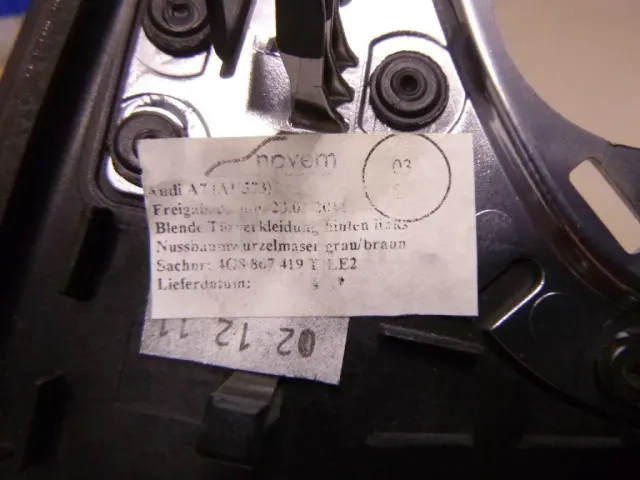 novem
03
Audi A7
Blende Türverkleidung hinten links
Nussbaumwurzelmaser grau/braun
Sachnr: 4G8 867 419 LE2
Lieferdatum:
02 12 11